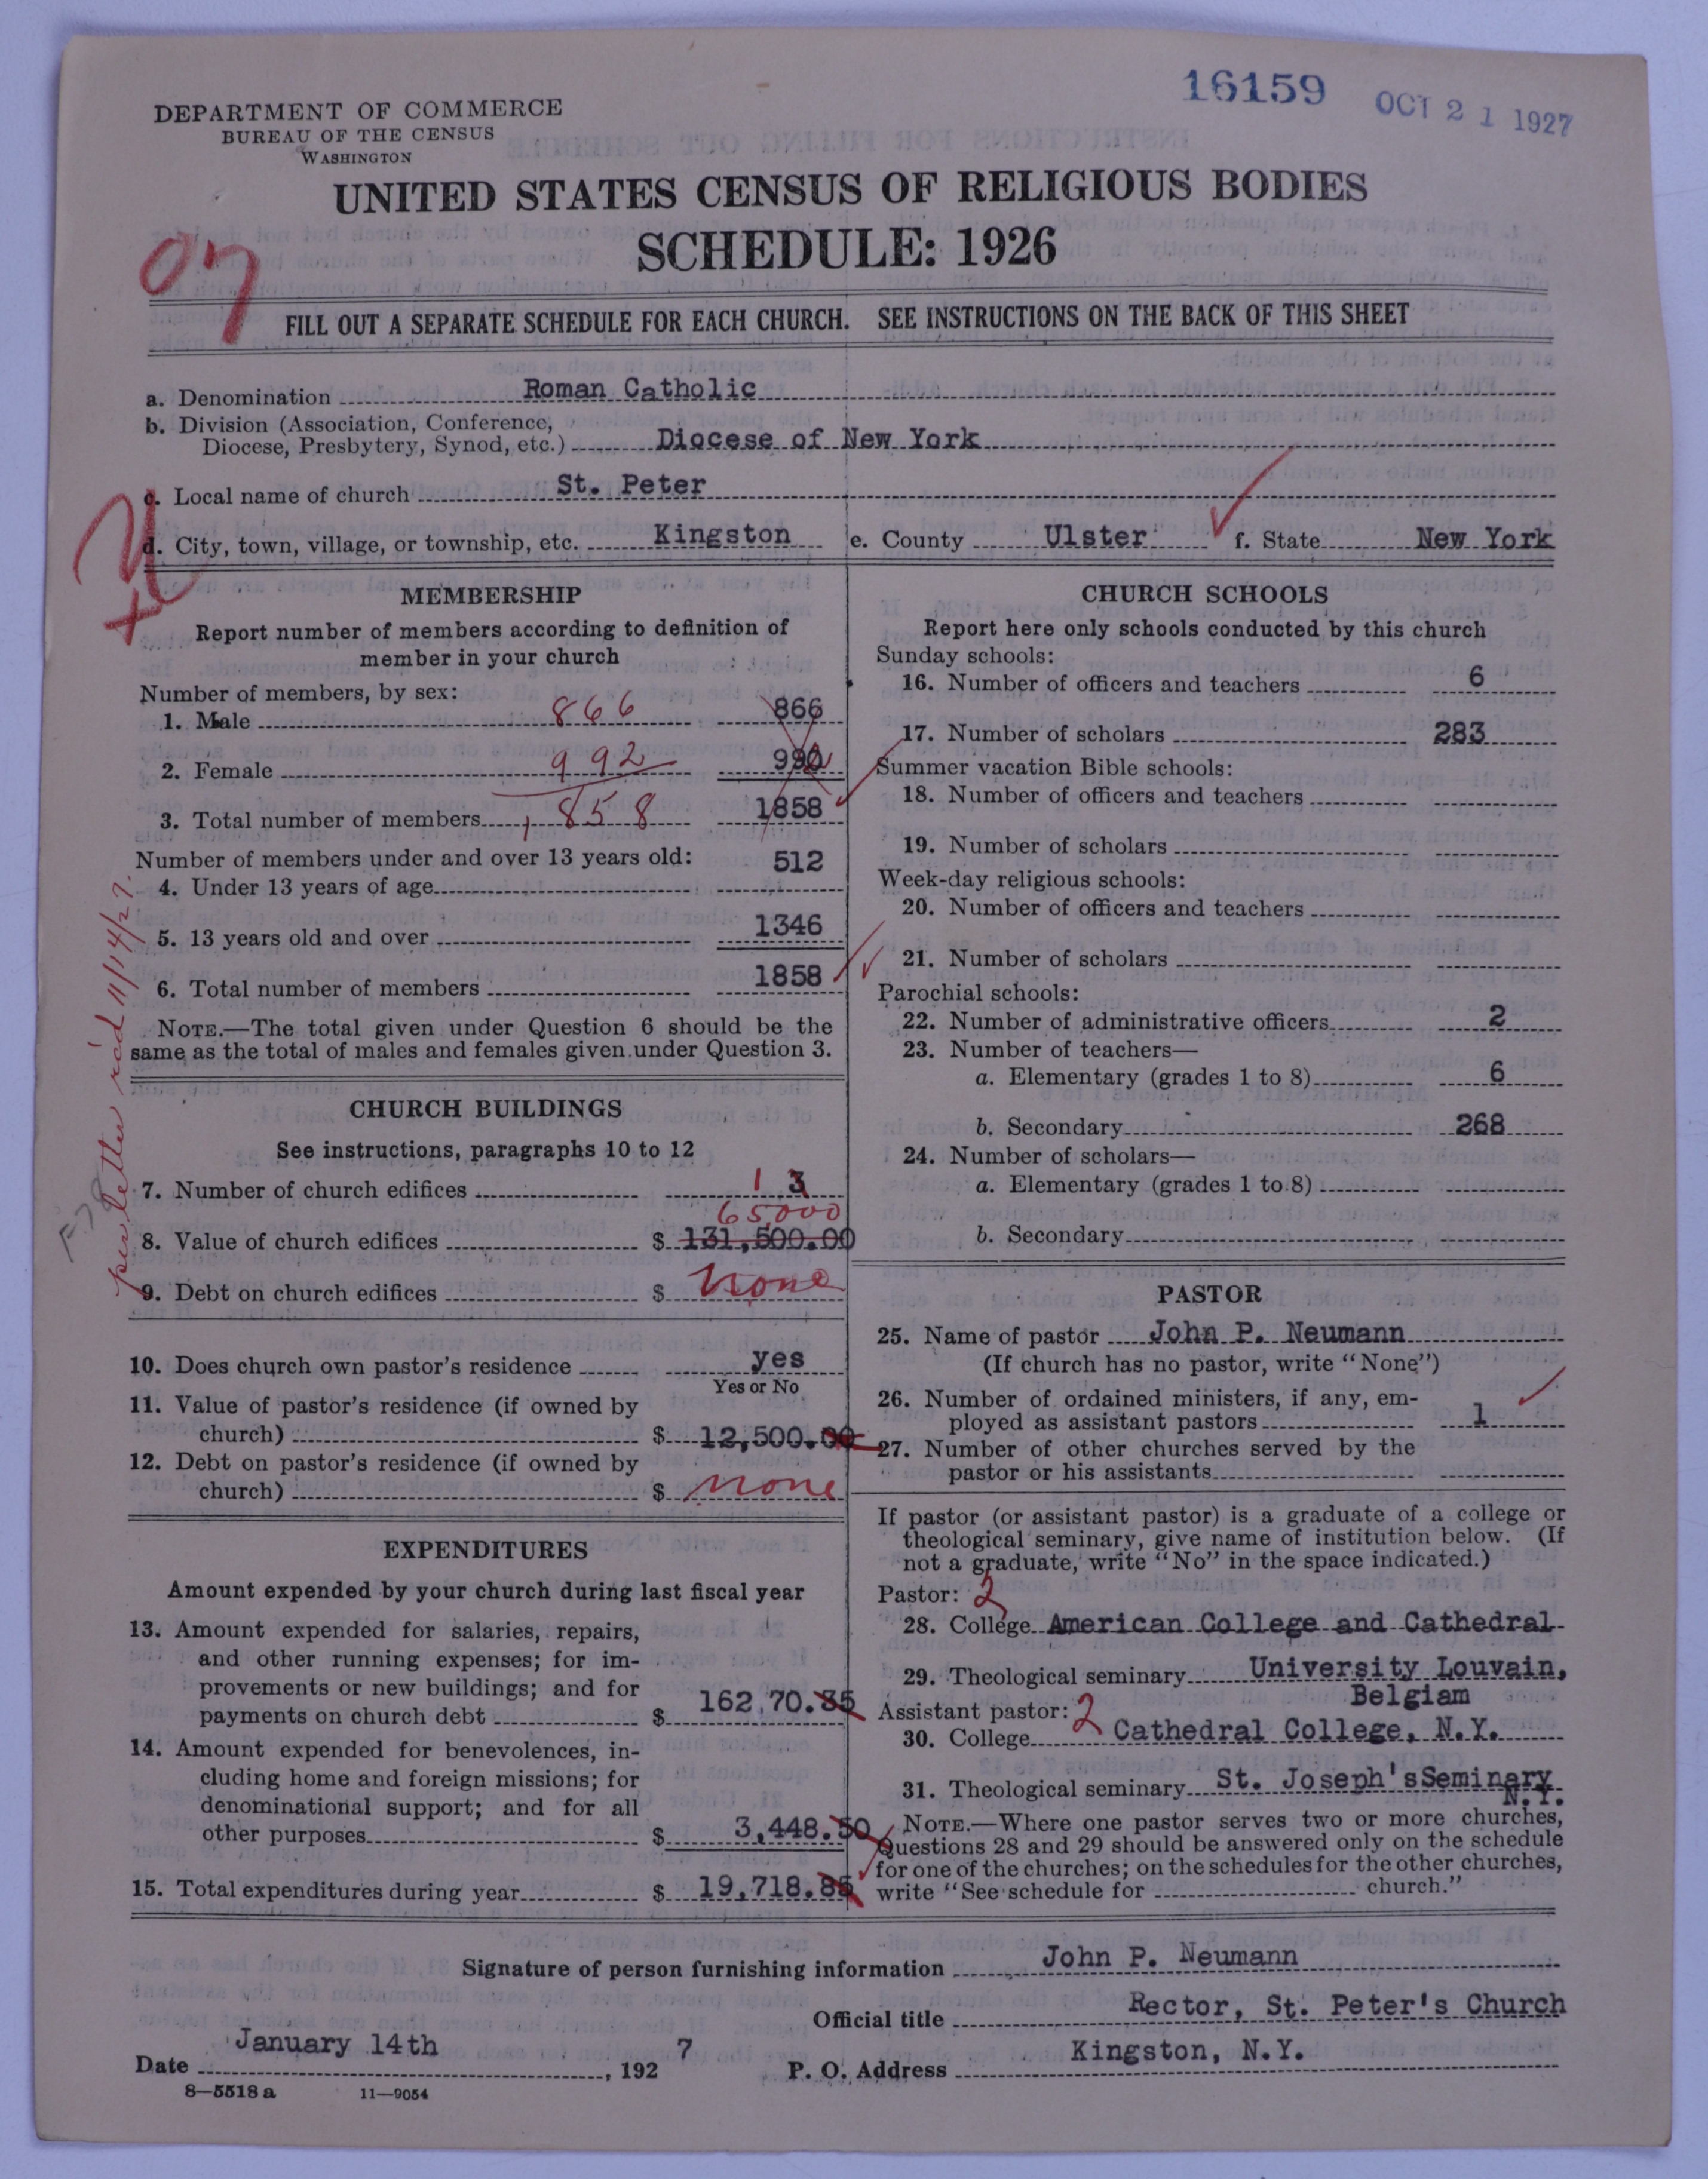 16159
OCT 21 1927
DEPARTMENT OF COMMERCE
BUREAU OF THE CENSUS
WASHINGTON
UNITED STATES CENSUS OF RELIGIOUS BODIES
SCHEDULE: 1926
FILL OUT A SEPARATE SCHEDULE FOR EACH CHURCH. SEE INSTRUCTIONS ON THE BACK OF THIS SHEET
a. Denomination Roman Catholic
b. Division (Association, Conference,
Diocese, Presbytery, Synod, etc.) Diocese of New York
c. Local name of church St. Peter
d. City, town, village, or township, etc. Kingston e. County Ulster f. State New York
MEMBERSHIP
Report number of members according to definition of
member in your church
Number of members, by sex:
1. Male 866 866
2. Female 992 992
3. Total number of members 1,858 1858
Number of members under and over 13 years old:
4. Under 13 years of age 512
5. 13 years old and over 1346
6. Total number of members 1858
NOTE.—The total given under Question 6 should be the
same as the total of males and females given under Question 3.
per letter rec'd 11/14/27.
CHURCH BUILDINGS
See instructions, paragraphs 10 to 12
7. Number of church edifices 1 3
65000
8. Value of church edifices $ 131,500.00
9. Debt on church edifices $ none
10. Does church own pastor's residence yes
Yes or No
11. Value of pastor's residence (if owned by
church) $ 12,500.00
12. Debt on pastor's residence (if owned by
church) $ none
EXPENDITURES
Amount expended by your church during last fiscal year
13. Amount expended for salaries, repairs,
and other running expenses; for im-
provements or new buildings; and for
payments on church debt $ 162,70.35
14. Amount expended for benevolences, in-
cluding home and foreign missions; for
denominational support; and for all
other purposes $ 3,448.50
15. Total expenditures during year $ 19,718.85
CHURCH SCHOOLS
Report here only schools conducted by this church
Sunday schools:
16. Number of officers and teachers 6
17. Number of scholars 283
Summer vacation Bible schools:
18. Number of officers and teachers
19. Number of scholars
Week-day religious schools:
20. Number of officers and teachers
21. Number of scholars
Parochial schools:
22. Number of administrative officers 2
23. Number of teachers—
a. Elementary (grades 1 to 8) 6
b. Secondary 268
24. Number of scholars—
a. Elementary (grades 1 to 8)
b. Secondary
PASTOR
25. Name of pastor John P. Neumann
(If church has no pastor, write "None")
26. Number of ordained ministers, if any, em-
ployed as assistant pastors 1
27. Number of other churches served by the
pastor or his assistants
If pastor (or assistant pastor) is a graduate of a college or
theological seminary, give name of institution below. (If
not a graduate, write "No" in the space indicated.)
Pastor: 2
28. College American College and Cathedral
29. Theological seminary University Louvain,
Belgiam
Assistant pastor: 2
30. College Cathedral College, N.Y.
31. Theological seminary St. Joseph's Seminary
N.Y.
NOTE.—Where one pastor serves two or more churches,
Questions 28 and 29 should be answered only on the schedule
for one of the churches; on the schedules for the other churches,
write "See schedule for church."
Signature of person furnishing information John P. Neumann
Official title Rector, St. Peter's Church
Date January 14th, 1927 P. O. Address Kingston, N.Y.
8—5518 a 11—9054